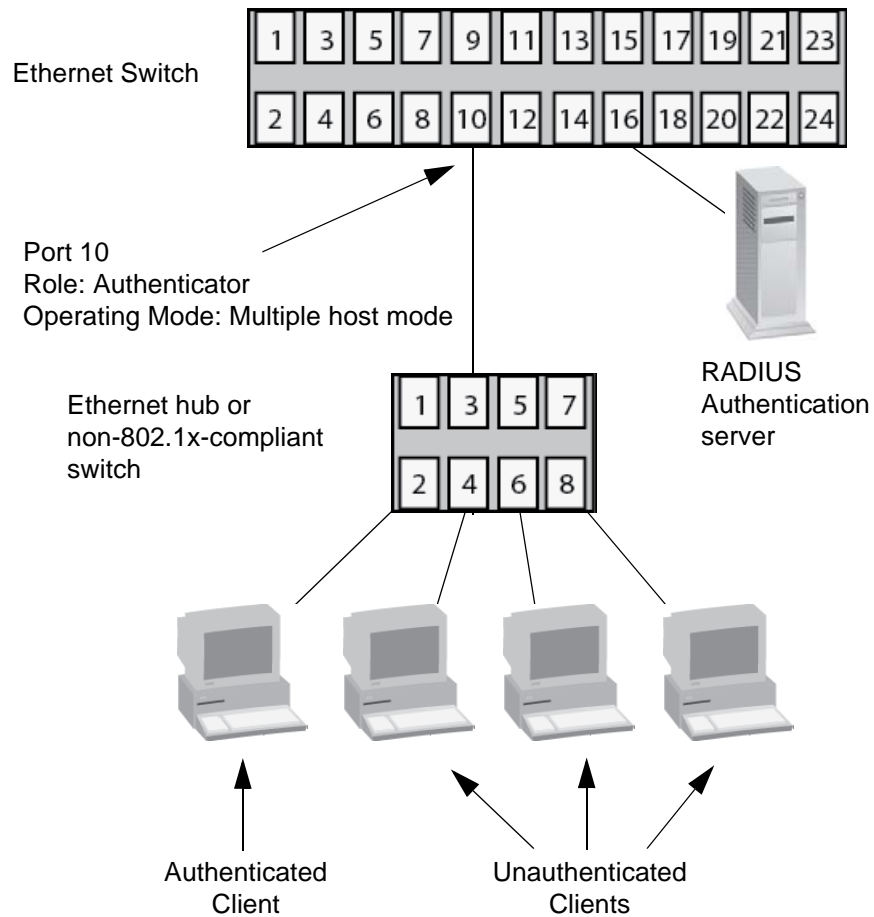 1 3 5 7 9 11 13 15 17 19 21 23
Ethernet Switch
2 4 6 8 10 12 14 16 18 20 22 24
Port 10
Role: Authenticator
Operating Mode: Multiple host mode
RADIUS
Authentication
server
Ethernet hub or
non-802.1x-compliant
switch
1 3 5 7
2 4 6 8
Authenticated
Client
Unauthenticated
Clients